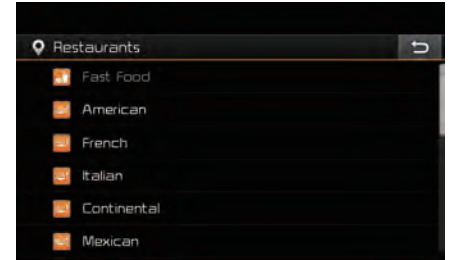 Restaurants
Fast Food
American
French
Italian
Continental
Mexican